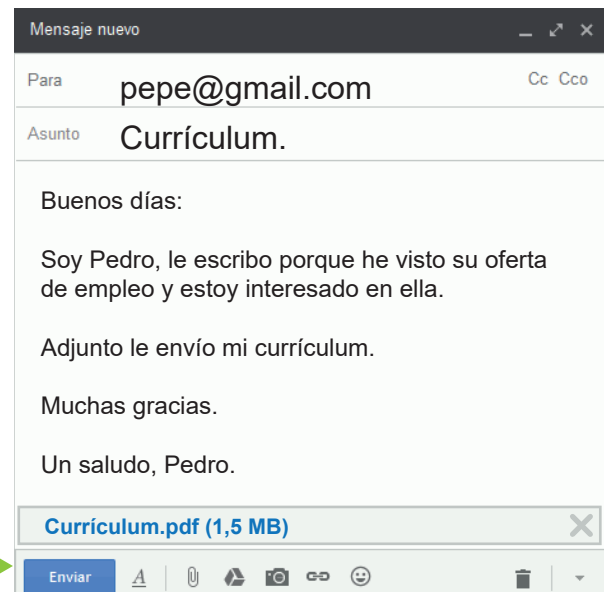 Mensaje nuevo
Para pepe@gmail.com Cc Cco
Asunto Currículum.
Buenos días:
Soy Pedro, le escribo porque he visto su oferta
de empleo y estoy interesado en ella.
Adjunto le envío mi currículum.
Muchas gracias.
Un saludo, Pedro.
Currículum.pdf (1,5 MB)
Enviar A